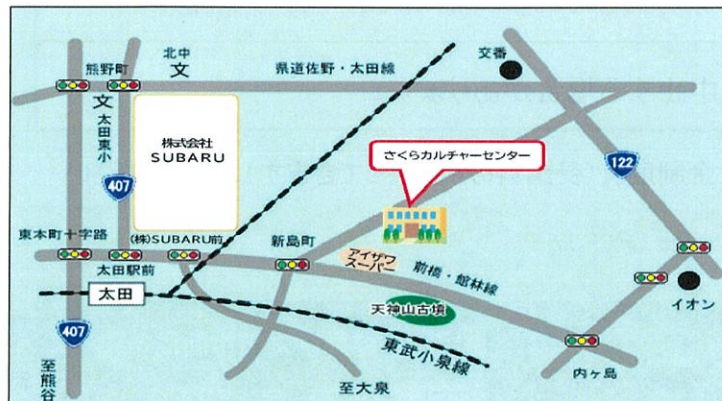 北中
文
交番
熊野町
県道佐野・太田線
文
太田東小
株式会社
SUBARU
さくらカルチャーセンター
122
407
東本町十字路
(株)SUBARU前
新島町
太田駅前
アイザワ
スーパー
前橋・館林線
太田
天神山古墳
イオン
407
東武小泉線
至熊谷
至大泉
内ヶ島